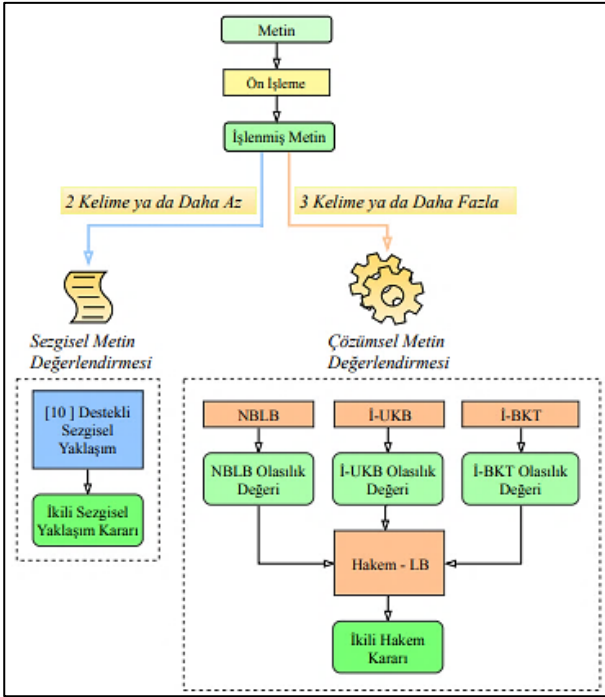 Metin
Ön İşleme
İşlenmiş Metin
2 Kelime ya da Daha Az
3 Kelime ya da Daha Fazla
Sezgisel Metin
Değerlendirmesi
Çözümsel Metin
Değerlendirmesi
[10 ] Destekli
Sezgisel
Yaklaşım
İkili Sezgisel
Yaklaşım Kararı
NBLB
İ-UKB
İ-BKT
NBLB Olasılık
Değeri
İ-UKB Olasılık
Değeri
İ-BKT Olasılık
Değeri
Hakem - LB
İkili Hakem
Kararı